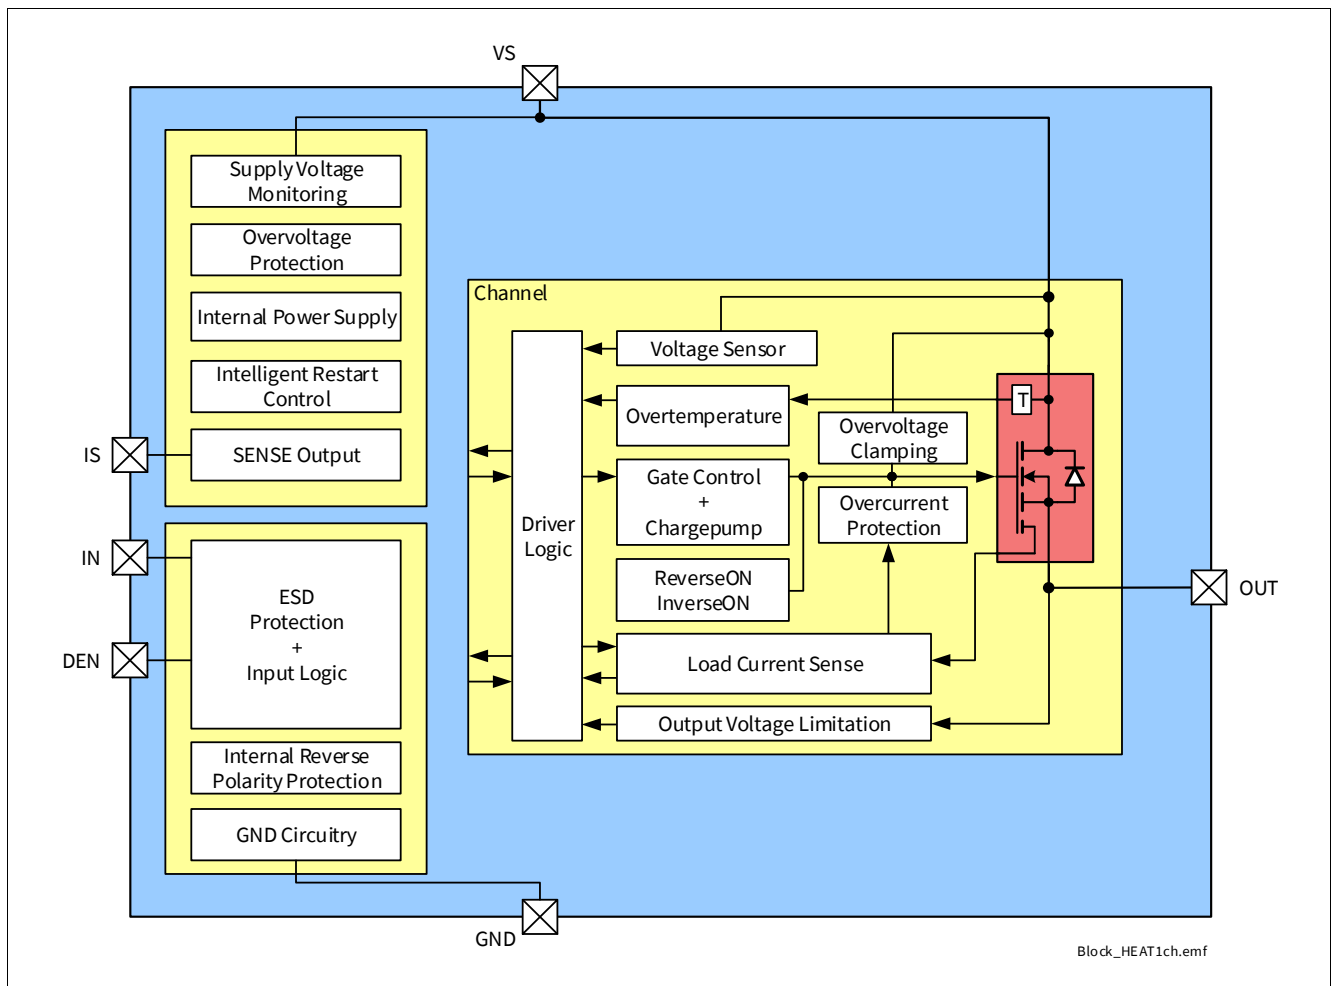 VS
Supply Voltage
Monitoring
Overvoltage
Protection
Internal Power Supply
Intelligent Restart
Control
IS
SENSE Output
IN
DEN
ESD
Protection
+
Input Logic
Internal Reverse
Polarity Protection
GND Circuitry
GND
Channel
Driver
Logic
Voltage Sensor
Overtemperature
T
Overvoltage
Clamping
Gate Control
+
Chargepump
Overcurrent
Protection
ReverseON
InverseON
Load Current Sense
Output Voltage Limitation
OUT
Block_HEAT1ch.emf